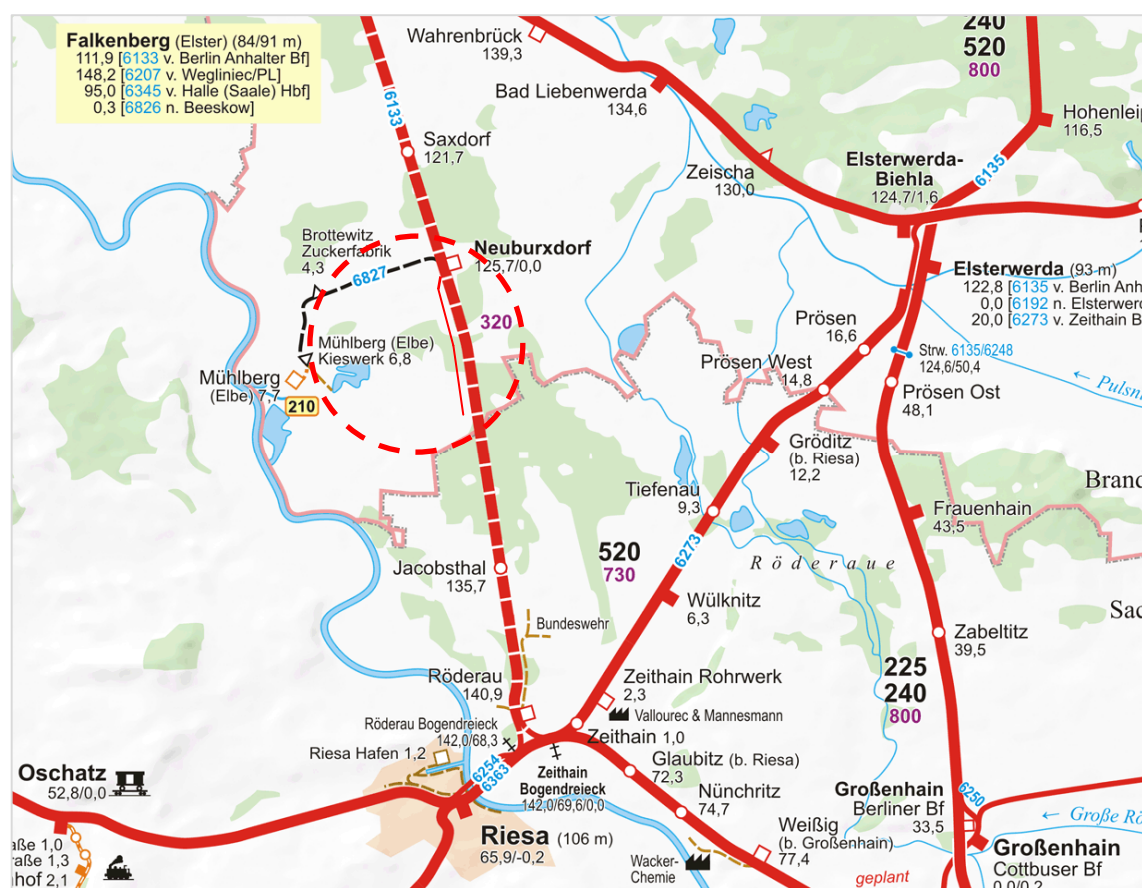 Falkenberg (Elster) (84/91 m)
111,9 [6133 v. Berlin Anhalter Bf]
148,2 [6207 v. Wegliniec/PL]
95,0 [6345 v. Halle (Saale) Hbf]
0,3 [6826 n. Beeskow]
Wahrenbrück
139,3
240
520
800
Bad Liebenwerda
134,6
Hohenleip
116,5
6133
Saxdorf
121,7
Zeischa
130,0
Elsterwerda-
Biehla
124,7/1,6
6135
Brottewitz
Zuckerfabrik
4,3
6827
Neuburxdorf
125,7/0,0
320
Elsterwerda (93 m)
122,8 [6135 v. Berlin Anh
0,0 [6192 n. Elsterwerd
20,0 [6273 v. Zeithain B
Mühlberg (Elbe)
Kieswerk 6,8
Mühlberg
(Elbe) 7,7
210
Prösen
16,6
Strw. 6135/6248
124,6/50,4
Prösen West
14,8
Prösen Ost
48,1
← Pulsni
Gröditz
(b. Riesa)
12,2
Tiefenau
9,3
Brand
Frauenhain
43,5
Jacobsthal
135,7
520
730
6273
Röderaue
Wülknitz
6,3
Sac
Bundeswehr
Zabeltitz
39,5
Röderau
140,9
Zeithain Rohrwerk
2,3
Vallourec & Mannesmann
225
240
800
Röderau Bogendreieck
142,0/68,3
Zeithain 1,0
Riesa Hafen 1,2
6254
6363
Zeithain
Bogendreieck
142,0/69,6/0,0
Glaubitz (b. Riesa)
72,3
Oschatz
52,8/0,0
Nünchritz
74,7
Großenhain
Berliner Bf
33,5
6250
← Große Rö
Riesa (106 m)
65,9/-0,2
Weißig
(b. Großenhain)
77,4
Großenhain
Cottbuser Bf
0,0/0,2
aße 1,0
raße 1,3
hof 2,1
Wacker-
Chemie
geplant